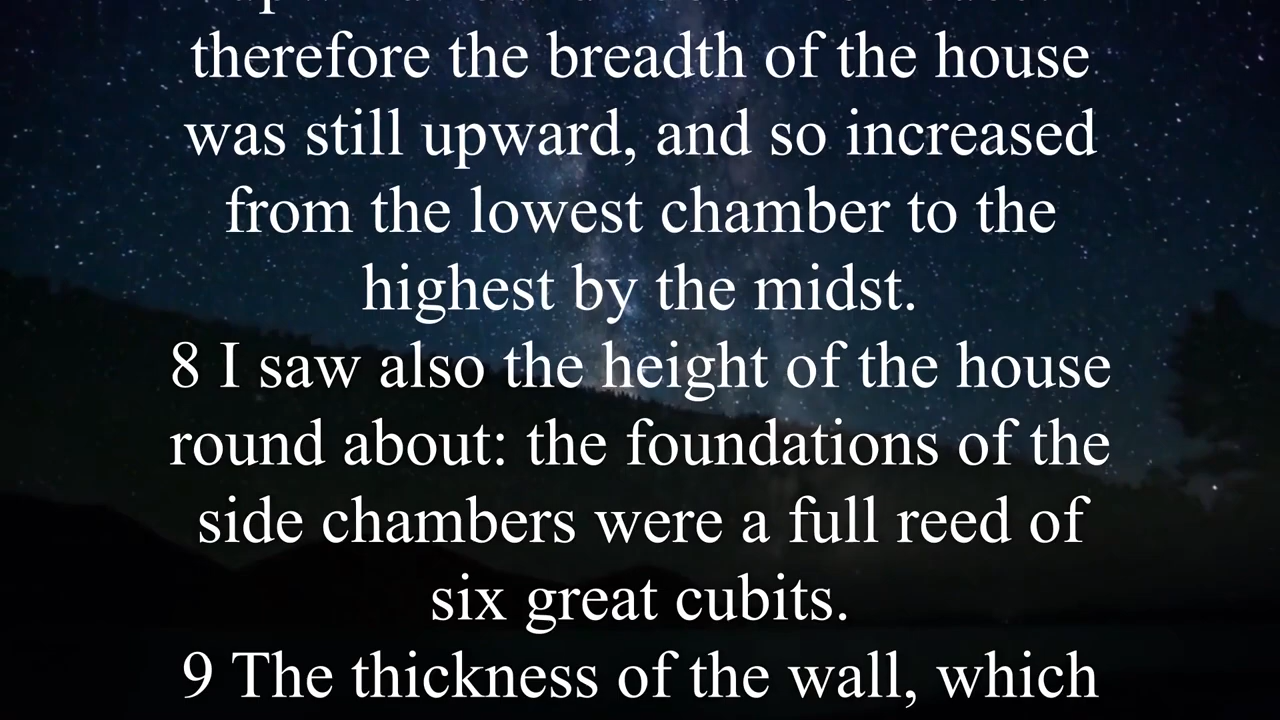 therefore the breadth of the house
was still upward, and so increased
from the lowest chamber to the
highest by the midst.
8 I saw also the height of the house
round about: the foundations of the
side chambers were a full reed of
six great cubits.
9 The thickness of the wall, which